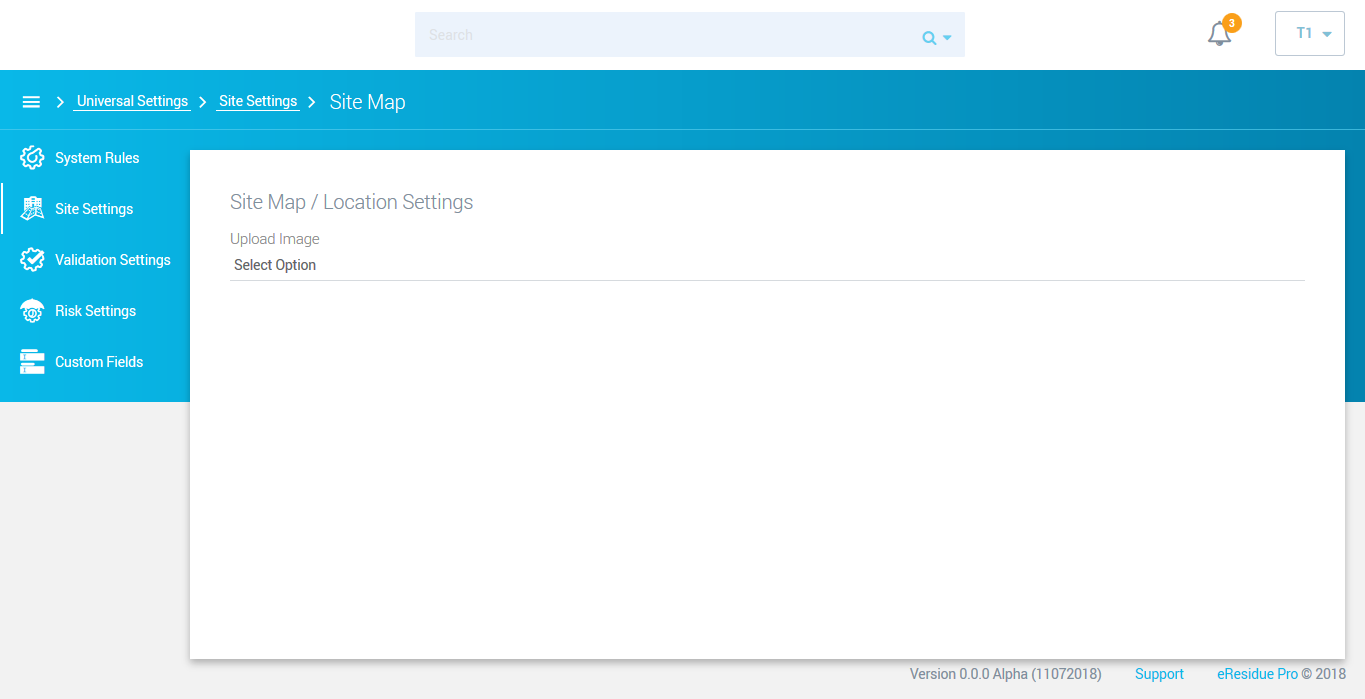 Search
3
T1
Universal Settings
Site Settings
Site Map
System Rules
Site Settings
Validation Settings
Risk Settings
Custom Fields
Site Map / Location Settings
Upload Image
Select Option
Version 0.0.0 Alpha (11072018)
Support
eResidue Pro © 2018